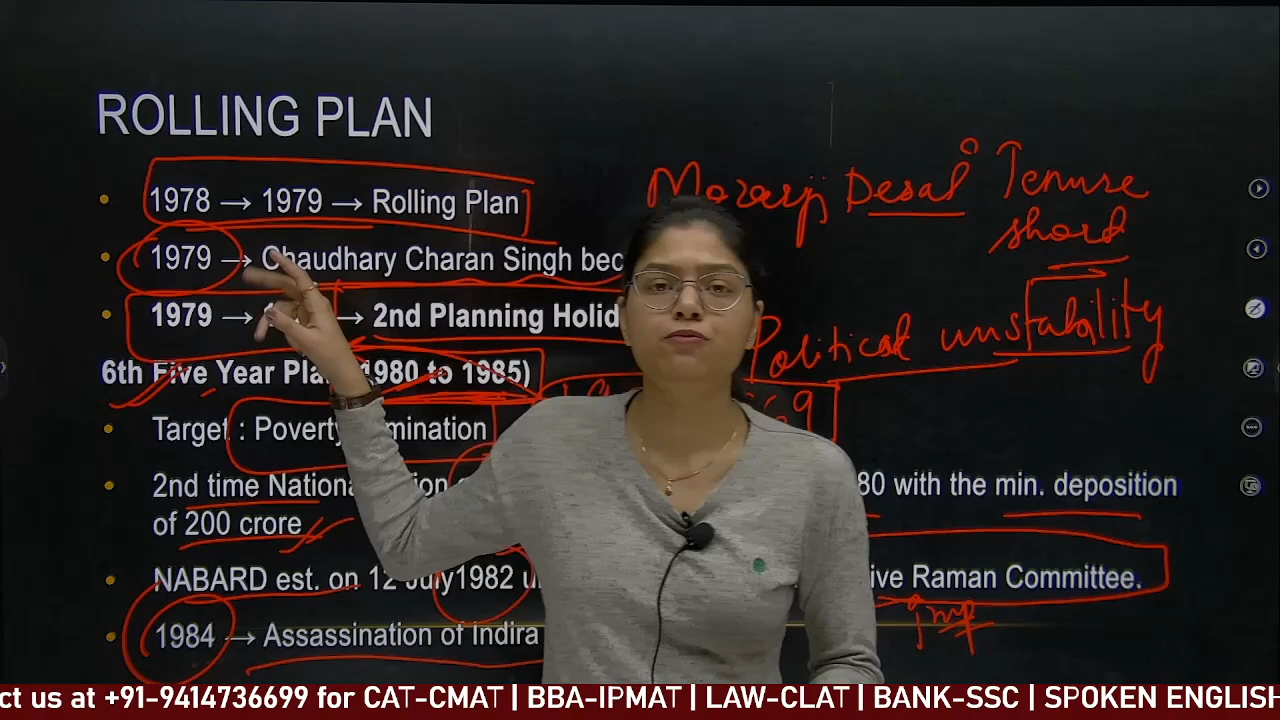 ROLLING PLAN
1978 → 1979 → Rolling Plan
Morarji Desai Tenure
short
1979 → Chaudhary Charan Singh bec
1979 → → 2nd Planning Holid
Political unstability
6th Five Year Pla (1980 to 1985)
69
Target : Poverty mination
2nd time Nationa 80 with the min. deposition
of 200 crore
NABARD est. on 12 July1982 u ive Raman Committee.
imp
1984 → Assassination of Indira
ct us at +91-9414736699 for CAT-CMAT | BBA-IPMAT | LAW-CLAT | BANK-SSC | SPOKEN ENGLISH